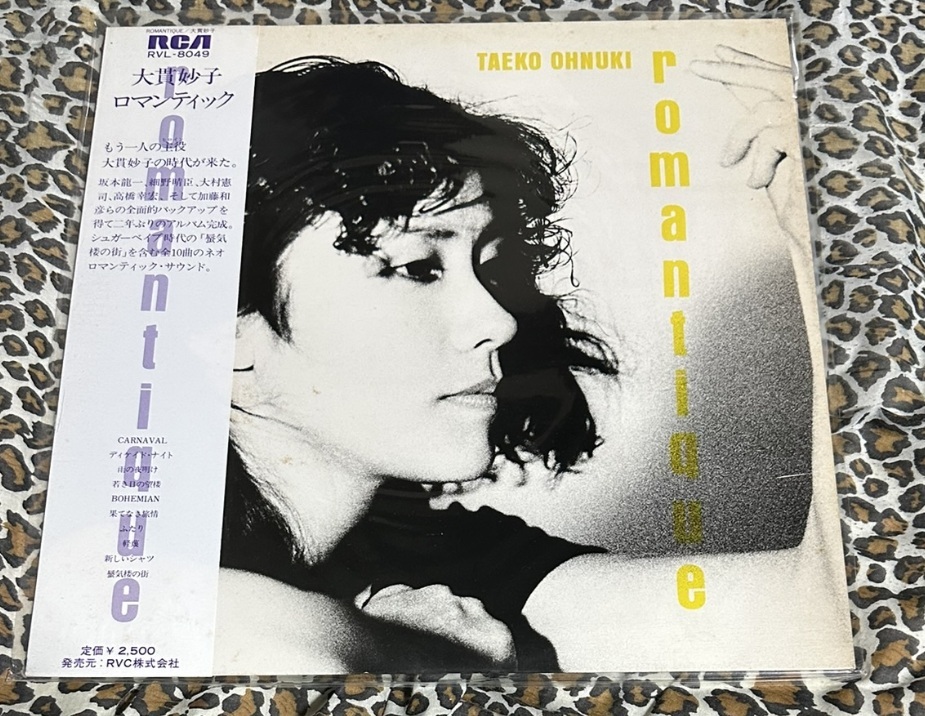 ROMANTIQUE/大貫妙子
RCA
RVL-8049
大貫妙子
ロマンティック
もう一人の主役
大貫妙子の時代が来た。
坂本龍一、細野晴臣、大村憲
司、高橋幸宏、そして加藤和
彦らの全面的バックアップを
得て二年ぶりのアルバム完成。
シュガーベイブ時代の「蜃気
楼の街」を含む全10曲のネオ
ロマンティック・サウンド。
romantique
CARNAVAL
ディケイド・ナイト
街の夜明け
若き日の望楼
BOHEMIAN
果てなき旅情
ふたり
軽蔑
新しいシャツ
蜃気楼の街
定価￥2,500
発売元：RVC株式会社
TAEKO OHNUKI
romantique